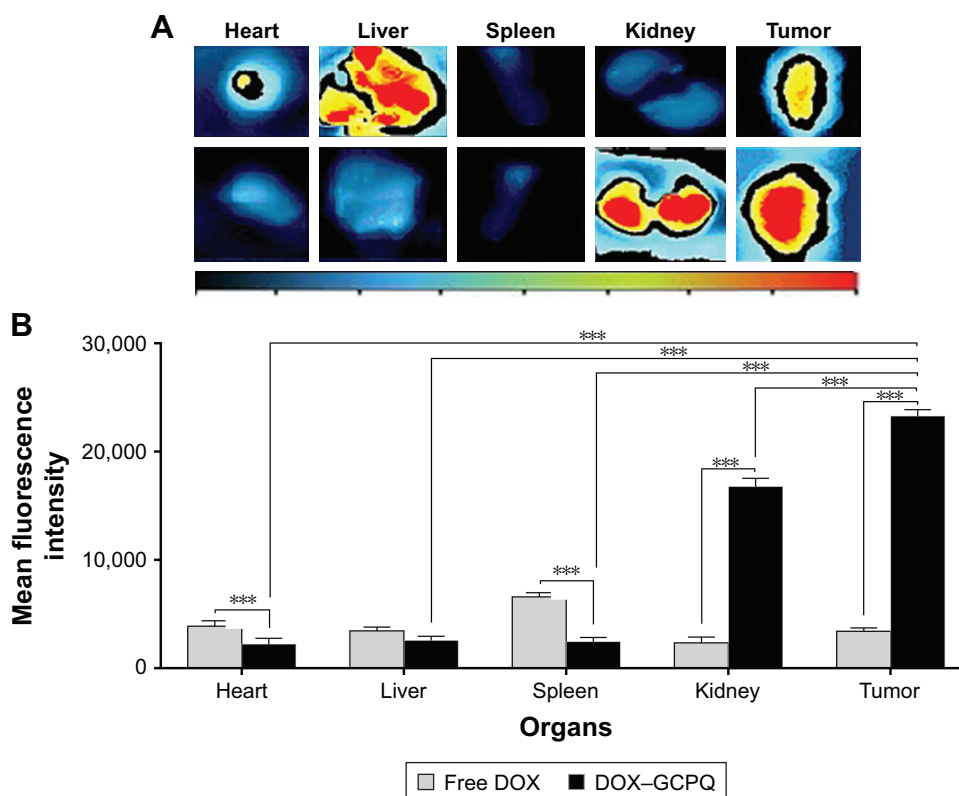 A
Heart Liver Spleen Kidney Tumor
B
30,000
20,000
10,000
0
Mean fluorescence
intensity
***
***
***
***
***
***
***
***
Heart Liver Spleen Kidney Tumor
Organs
Free DOX DOX–GCPQ